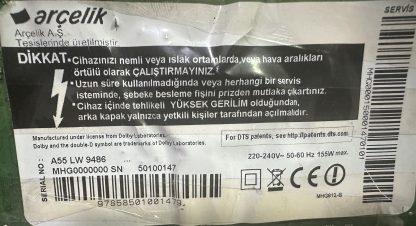 arçelik
SERVİS
Arçelik A.Ş.
Tesislerinde üretilmiştir.
DİKKAT • Cihazınızı nemli veya ıslak ortamlarda, veya hava aralıkları
örtülü olarak ÇALIŞTIRMAYINIZ.
• Uzun süre kullanılmadığında veya herhangi bir servis
isteminde, şebeke besleme fişini prizden mutlaka çıkartınız.
• Cihaz içinde tehlikeli YÜKSEK GERİLİM olduğundan,
arka kapak yalnızca yetkili kişiler tarafından açılmalıdır.
Manufactured under license from Dolby Laboratories.
Dolby and the double-D symbol are trademarks of Dolby Laboratories.
For DTS patents, see http://patents.dts.com
SERIAL NO:
A55 LW 9486
MHG0000000 SN 50100147
220-240V~ 50-60 Hz 155W max.
CE